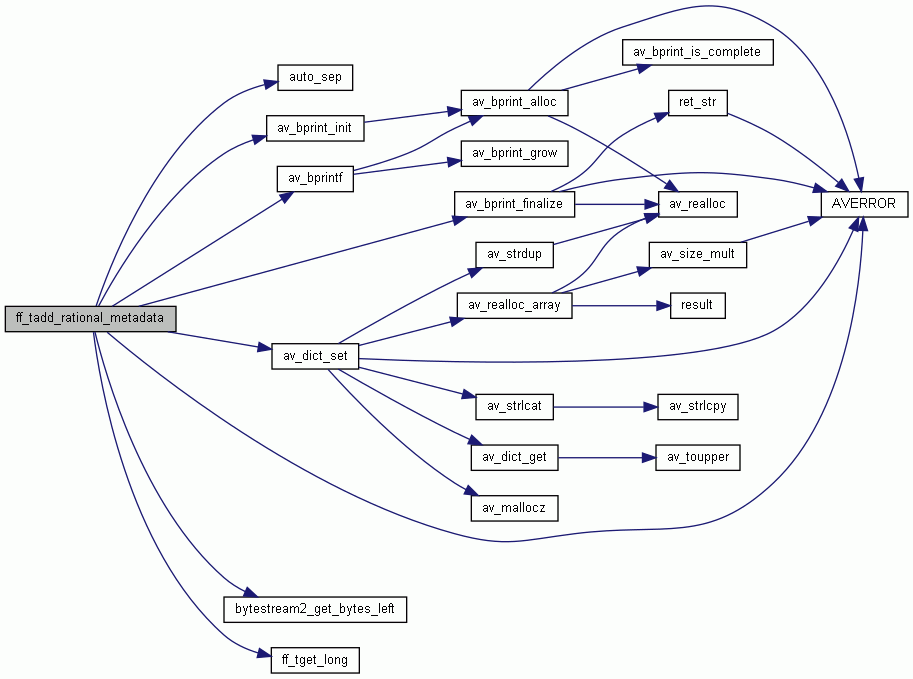 av_bprint_is_complete
auto_sep
av_bprint_alloc
ret_str
av_bprint_init
av_bprint_grow
av_bprintf
av_bprint_finalize
av_realloc
AVERROR
av_strdup
av_size_mult
av_realloc_array
result
ff_tadd_rational_metadata
av_dict_set
av_strlcat
av_strlcpy
av_dict_get
av_toupper
av_mallocz
bytestream2_get_bytes_left
ff_tget_long